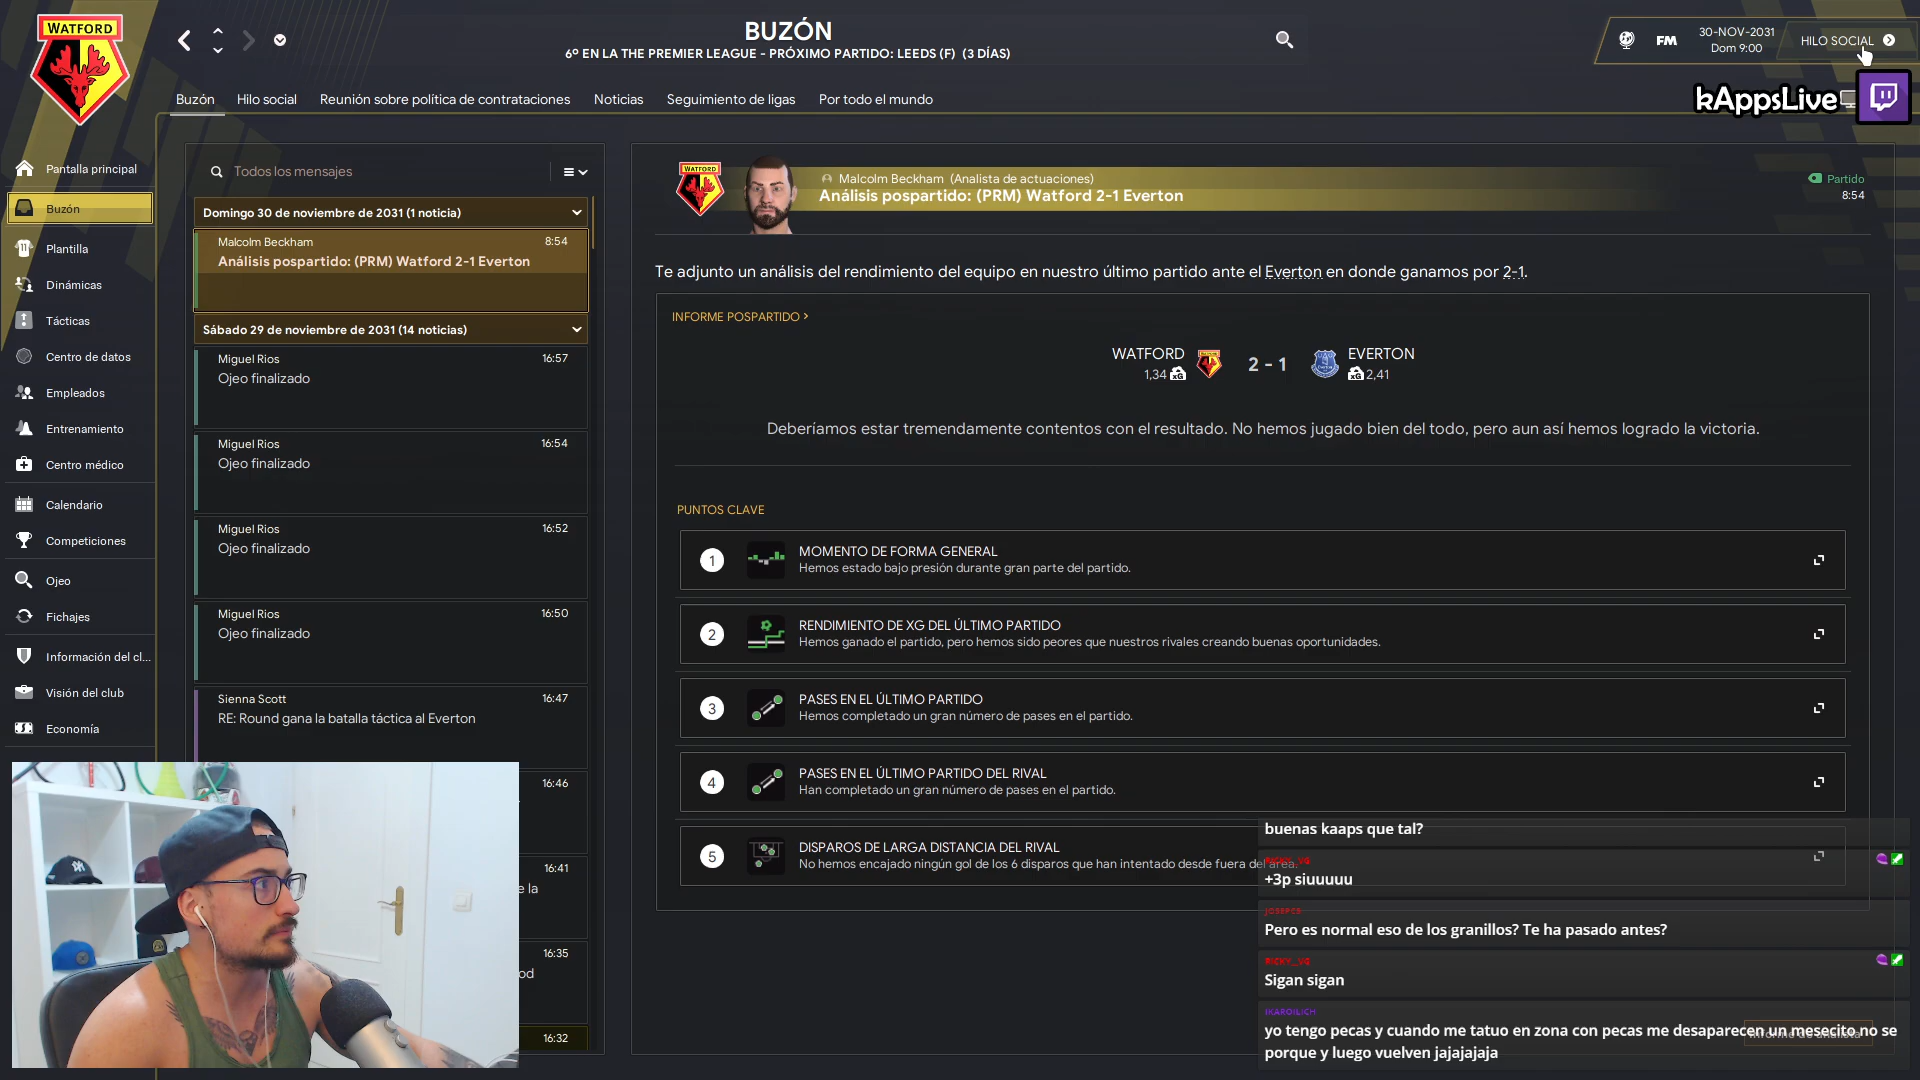 WATFORD
BUZÓN
6º EN LA THE PREMIER LEAGUE - PRÓXIMO PARTIDO: LEEDS (F) (3 DÍAS)
FM
30-NOV-2031
Dom 9:00
HILO SOCIAL
kAppsLive
Buzón
Hilo social
Reunión sobre política de contrataciones
Noticias
Seguimiento de ligas
Por todo el mundo
Pantalla principal
Buzón
Plantilla
Dinámicas
Tácticas
Centro de datos
Empleados
Entrenamiento
Centro médico
Calendario
Competiciones
Ojeo
Fichajes
Información del cl...
Visión del club
Economía
Todos los mensajes
Domingo 30 de noviembre de 2031 (1 noticia)
Malcolm Beckham 8:54
Análisis pospartido: (PRM) Watford 2-1 Everton
Sábado 29 de noviembre de 2031 (14 noticias)
Miguel Rios 16:57
Ojeo finalizado
Miguel Rios 16:54
Ojeo finalizado
Miguel Rios 16:52
Ojeo finalizado
Miguel Rios 16:50
Ojeo finalizado
Sienna Scott 16:47
RE: Round gana la batalla táctica al Everton
16:46
16:41
e la
16:35
od
16:32
WATFORD
Malcolm Beckham (Analista de actuaciones)
Análisis pospartido: (PRM) Watford 2-1 Everton
Partido
8:54
Te adjunto un análisis del rendimiento del equipo en nuestro último partido ante el Everton en donde ganamos por 2-1.
INFORME POSPARTIDO >
WATFORD 2 - 1 EVERTON
1,34 xG xG 2,41
Deberíamos estar tremendamente contentos con el resultado. No hemos jugado bien del todo, pero aun así hemos logrado la victoria.
PUNTOS CLAVE
1 MOMENTO DE FORMA GENERAL
Hemos estado bajo presión durante gran parte del partido.
2 RENDIMIENTO DE XG DEL ÚLTIMO PARTIDO
Hemos ganado el partido, pero hemos sido peores que nuestros rivales creando buenas oportunidades.
3 PASES EN EL ÚLTIMO PARTIDO
Hemos completado un gran número de pases en el partido.
4 PASES EN EL ÚLTIMO PARTIDO DEL RIVAL
Han completado un gran número de pases en el partido.
5 DISPAROS DE LARGA DISTANCIA DEL RIVAL
No hemos encajado ningún gol de los 6 disparos que han intentado desde fuera del área.
buenas kaaps que tal?
RICKY_VG
+3p siuuuuu
JOSEPCE
Pero es normal eso de los granillos? Te ha pasado antes?
RICKY_VG
Sigan sigan
IKAROILICH
yo tengo pecas y cuando me tatuo en zona con pecas me desaparecen un mesecito no se
porque y luego vuelven jajajajaja